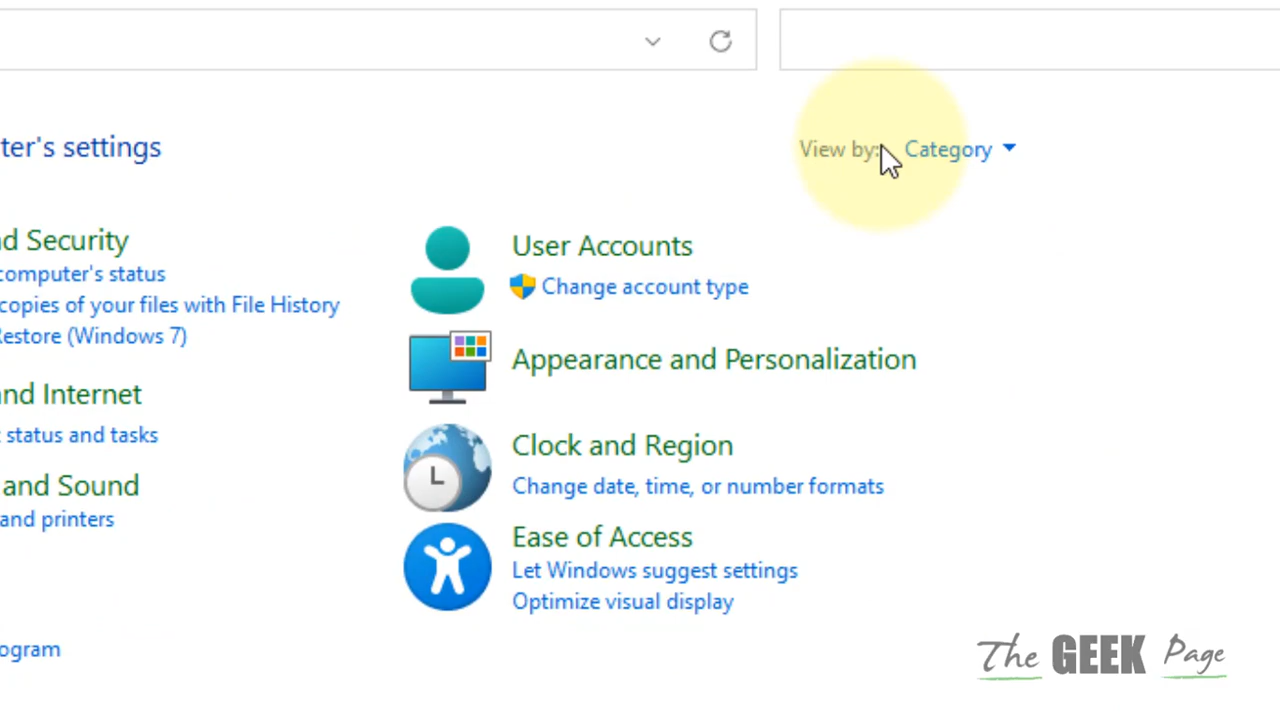 ter's settings
View by: Category
d Security
computer's status
copies of your files with File History
Restore (Windows 7)
nd Internet
status and tasks
and Sound
and printers
ogram
User Accounts
Change account type
Appearance and Personalization
Clock and Region
Change date, time, or number formats
Ease of Access
Let Windows suggest settings
Optimize visual display
The GEEK Page